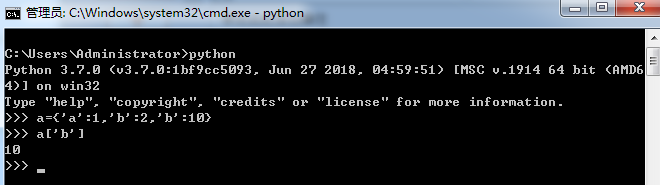 管理员: C:\Windows\system32\cmd.exe - python
C:\Users\Administrator>python
Python 3.7.0 (v3.7.0:1bf9cc5093, Jun 27 2018, 04:59:51) [MSC v.1914 64 bit (AMD6
4)] on win32
Type "help", "copyright", "credits" or "license" for more information.
>>> a={'a':1,'b':2,'b':10}
>>> a['b']
10
>>>